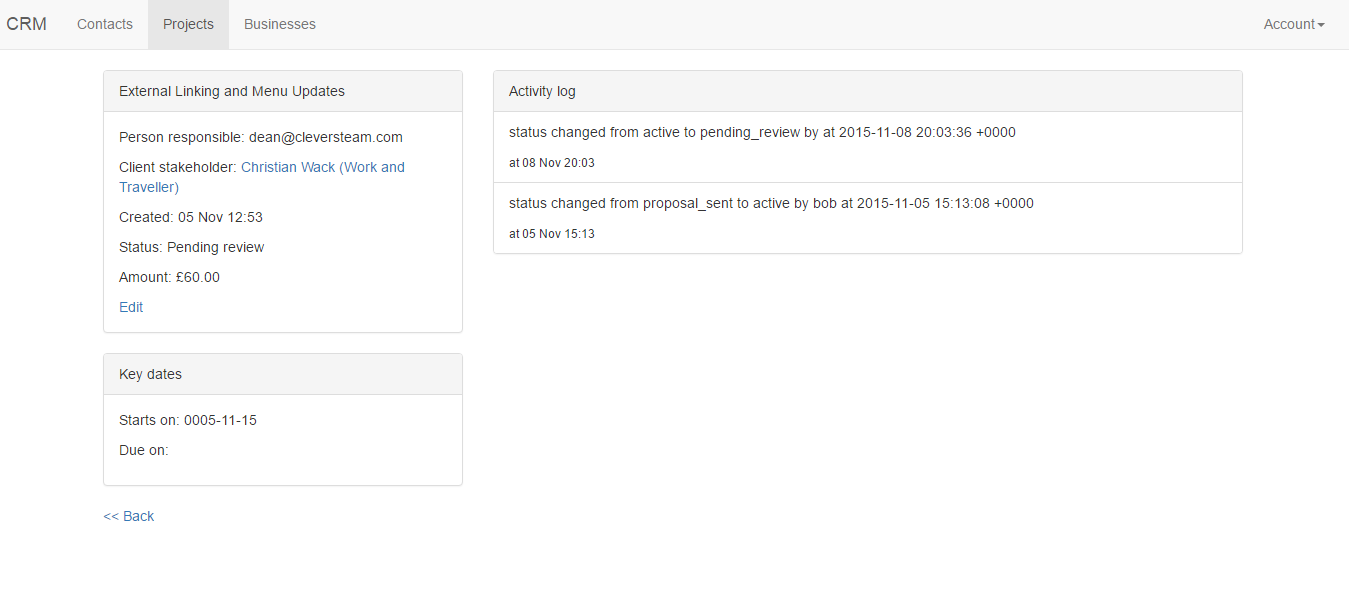 CRM Contacts Projects Businesses Account
External Linking and Menu Updates
Person responsible: dean@cleversteam.com
Client stakeholder: Christian Wack (Work and
Traveller)
Created: 05 Nov 12:53
Status: Pending review
Amount: £60.00
Edit
Key dates
Starts on: 0005-11-15
Due on:
<< Back
Activity log
status changed from active to pending_review by at 2015-11-08 20:03:36 +0000
at 08 Nov 20:03
status changed from proposal_sent to active by bob at 2015-11-05 15:13:08 +0000
at 05 Nov 15:13